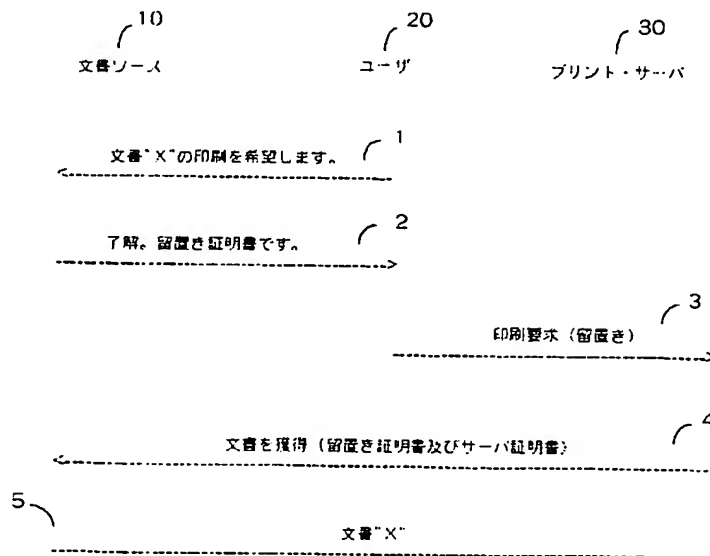 10
20
30
文書ソース
ユーザ
プリント・サーバ
1
文書"X"の印刷を希望します。
2
了解。留置き証明書です。
3
印刷要求（留置き）
4
文書を獲得（留置き証明書及びサーバ証明書）
5
文書"X"